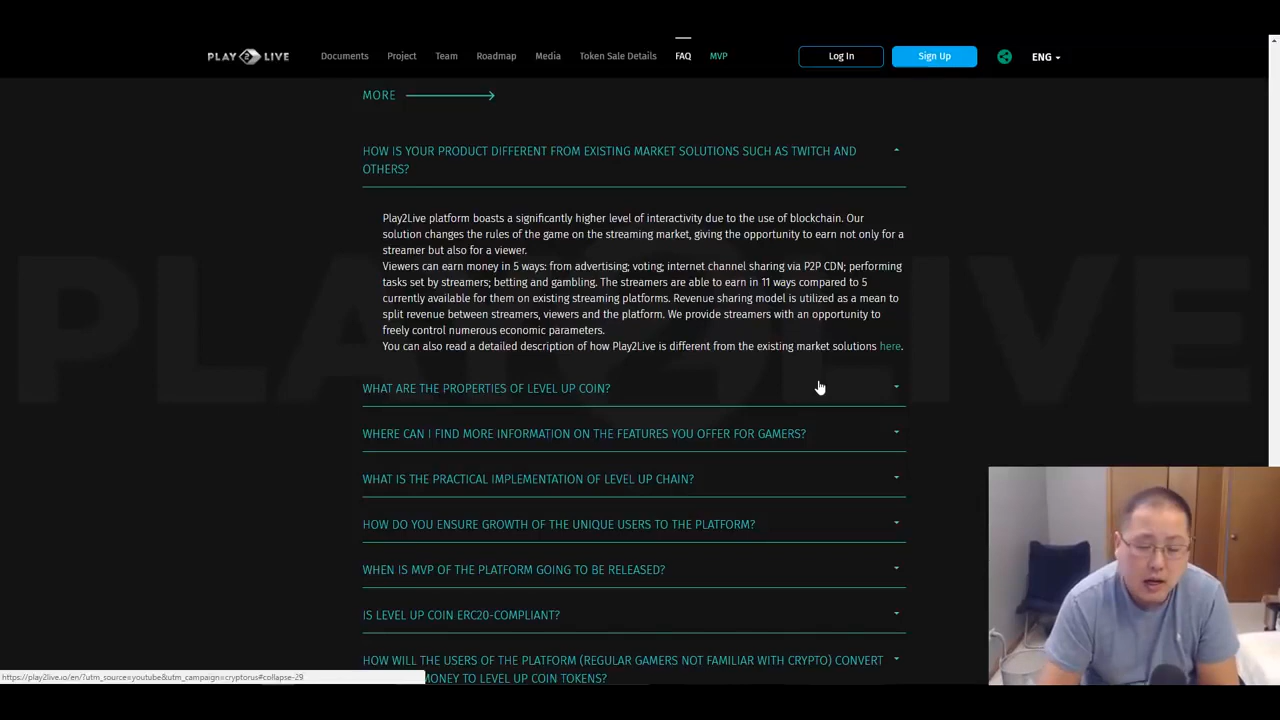 PLAY 2 LIVE
Documents
Project
Team
Roadmap
Media
Token Sale Details
FAQ
MVP
Log In
Sign Up
ENG
MORE
HOW IS YOUR PRODUCT DIFFERENT FROM EXISTING MARKET SOLUTIONS SUCH AS TWITCH AND
OTHERS?
Play2Live platform boasts a significantly higher level of interactivity due to the use of blockchain. Our
solution changes the rules of the game on the streaming market, giving the opportunity to earn not only for a
streamer but also for a viewer.
Viewers can earn money in 5 ways: from advertising; voting; internet channel sharing via P2P CDN; performing
tasks set by streamers; betting and gambling. The streamers are able to earn in 11 ways compared to 5
currently available for them on existing streaming platforms. Revenue sharing model is utilized as a mean to
split revenue between streamers, viewers and the platform. We provide streamers with an opportunity to
freely control numerous economic parameters.
You can also read a detailed description of how Play2Live is different from the existing market solutions here.
PLAY2LIVE
WHAT ARE THE PROPERTIES OF LEVEL UP COIN?
WHERE CAN I FIND MORE INFORMATION ON THE FEATURES YOU OFFER FOR GAMERS?
WHAT IS THE PRACTICAL IMPLEMENTATION OF LEVEL UP CHAIN?
HOW DO YOU ENSURE GROWTH OF THE UNIQUE USERS TO THE PLATFORM?
WHEN IS MVP OF THE PLATFORM GOING TO BE RELEASED?
IS LEVEL UP COIN ERC20-COMPLIANT?
HOW WILL THE USERS OF THE PLATFORM (REGULAR GAMERS NOT FAMILIAR WITH CRYPTO) CONVERT
MONEY TO LEVEL UP COIN TOKENS?
https://play2live.io/en/?utm_source=youtube&utm_campaign=cryptorus#collapse-29